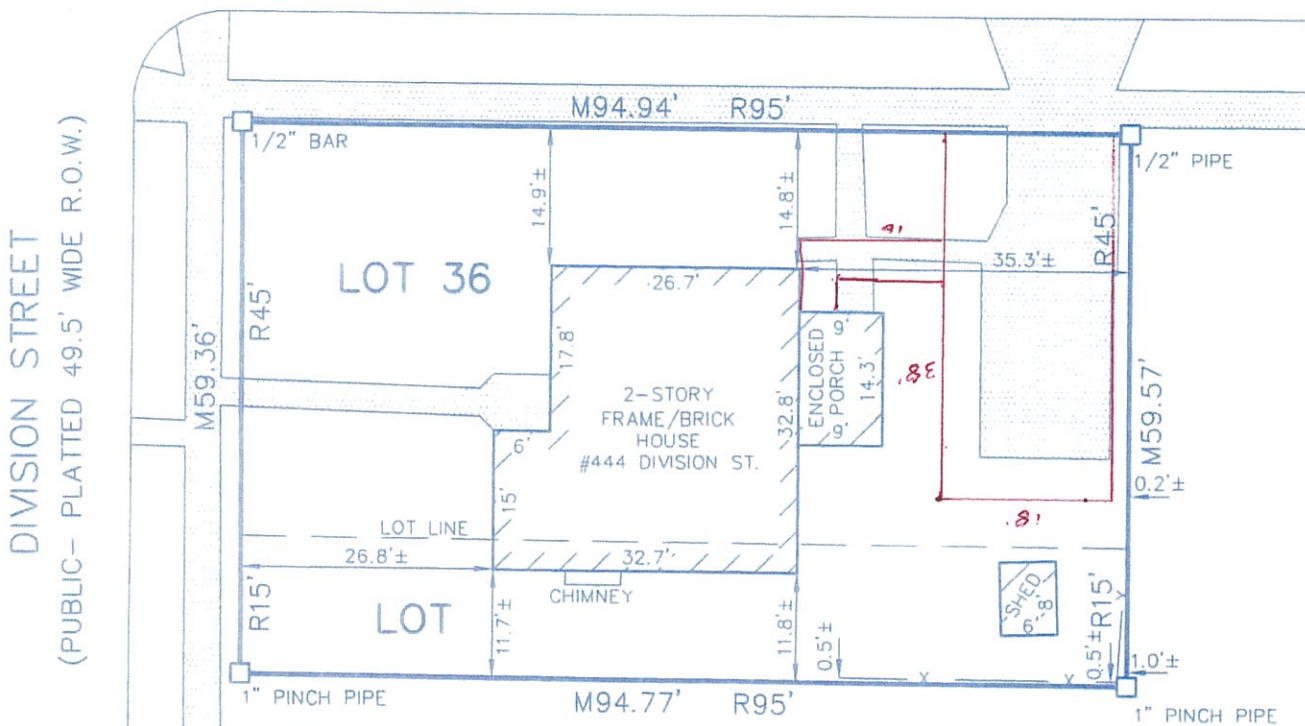 DIVISION STREET
(PUBLIC- PLATTED 49.5' WIDE R.O.W.)
M94.94' R95'
1/2" BAR
1/2" PIPE
14.9'±
14.8'±
R45'
35.3'±
LOT 36
26.7'
R45'
M59.36'
17.8'
ENCLOSED
PORCH
9'
14.3'
9'
38'
2-STORY
FRAME/BRICK
HOUSE
#444 DIVISION ST.
32.8'
M59.57'
6'
15'
0.2'±
18'
LOT LINE
26.8'±
32.7'
CHIMNEY
SHED
6'
8'
R15'
LOT
11.7'±
11.8'±
0.5'±
R15'
0.5'±
1.0'±
X
X
X
1" PINCH PIPE
M94.77' R95'
1" PINCH PIPE